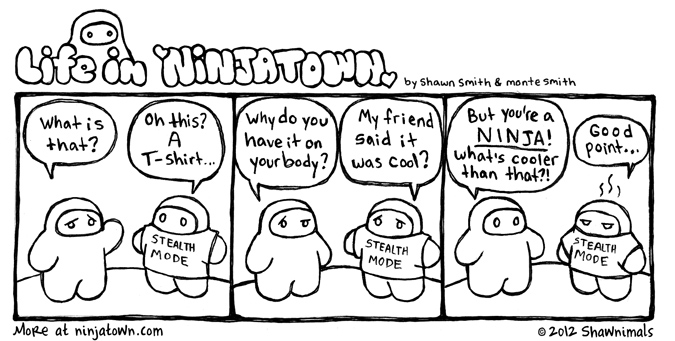 Life in NiNJATOWN
by Shawn Smith & monte smith
What is
that?
Oh this?
A
T-shirt...
STEALTH
MODE
Why do you
have it on
your body?
My friend
said it
was cool?
STEALTH
MODE
But you're a
NINJA!
What's cooler
than that?!
Good
point...
STEALTH
MODE
More at ninjatown.com
© 2012 Shawnimals